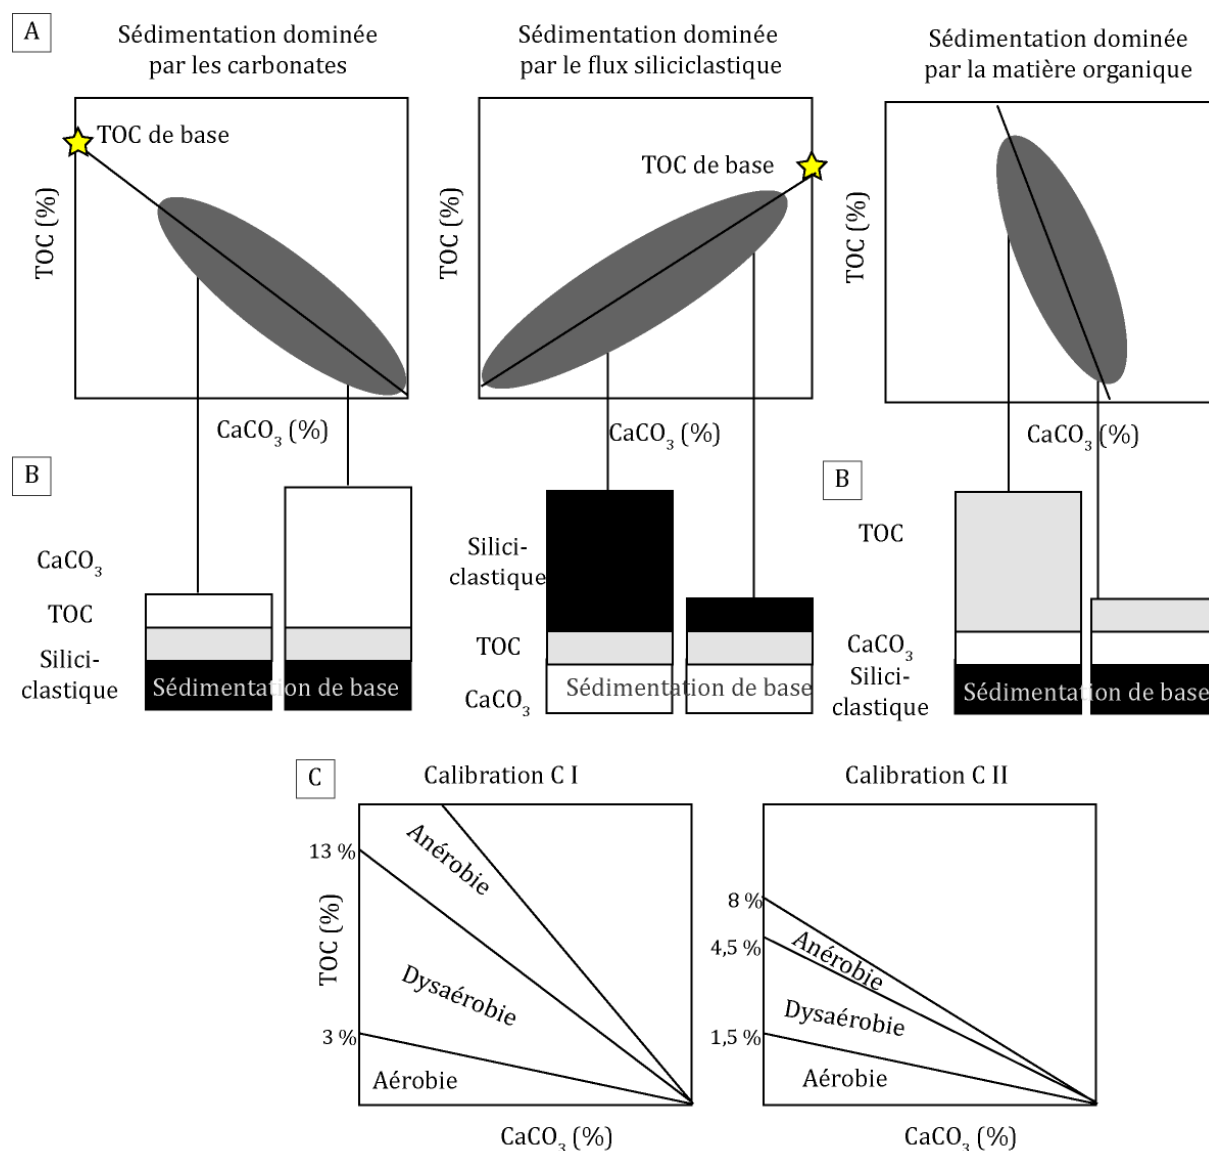 A
Sédimentation dominée
par les carbonates
Sédimentation dominée
par le flux siliciclastique
Sédimentation dominée
par la matière organique
TOC de base
TOC (%)
CaCO3 (%)
TOC de base
TOC (%)
CaCO3 (%)
TOC (%)
CaCO3 (%)
B
CaCO3
TOC
Silici-
clastique
Sédimentation de base
Silici-
clastique
TOC
CaCO3
Sédimentation de base
B
TOC
CaCO3
Silici-
clastique
Sédimentation de base
C
Calibration C I
13 %
3 %
TOC (%)
Anérobie
Dysaérobie
Aérobie
CaCO3 (%)
Calibration C II
8 %
4,5 %
1,5 %
Anérobie
Dysaérobie
Aérobie
CaCO3 (%)